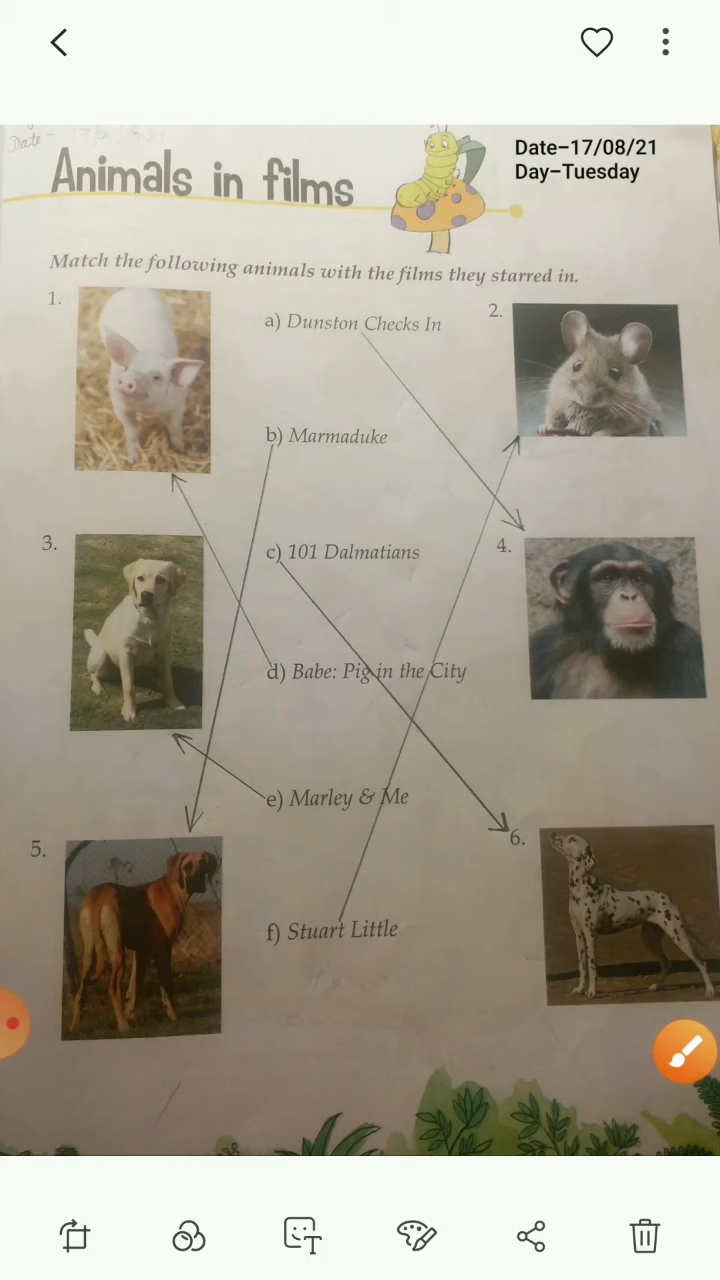 Date-
Date-17/08/21
Day-Tuesday
Animals in films
Match the following animals with the films they starred in.
1.
a) Dunston Checks In
2.
b) Marmaduke
3.
c) 101 Dalmatians
4.
d) Babe: Pig in the City
e) Marley & Me
5.
6.
f) Stuart Little
T